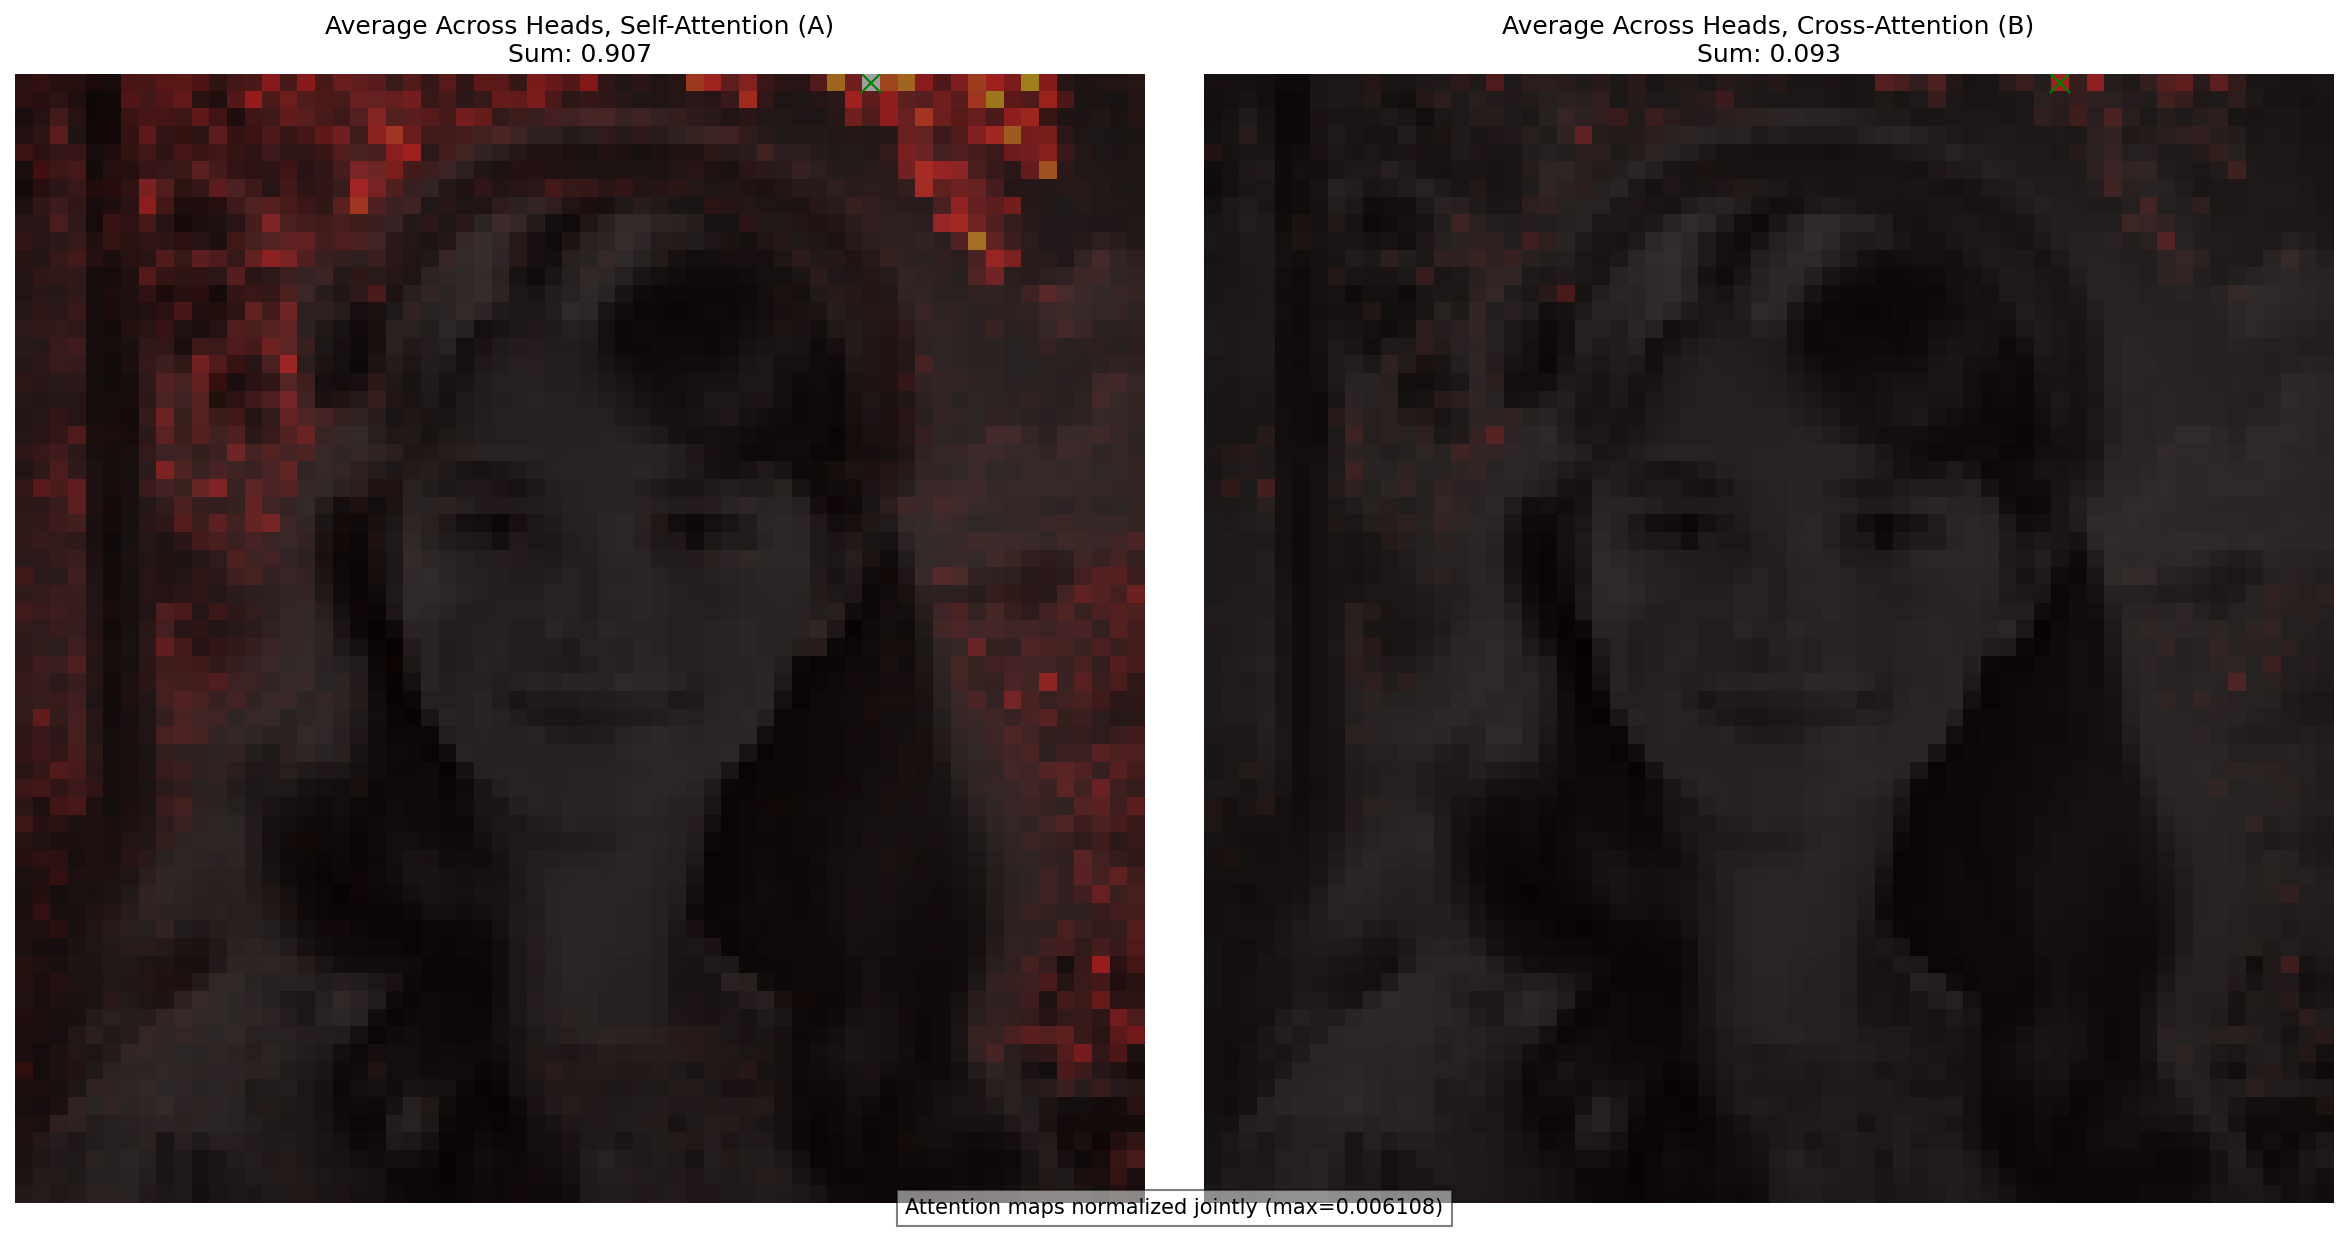 Average Across Heads, Self-Attention (A)
Sum: 0.907
Average Across Heads, Cross-Attention (B)
Sum: 0.093
Attention maps normalized jointly (max=0.006108)